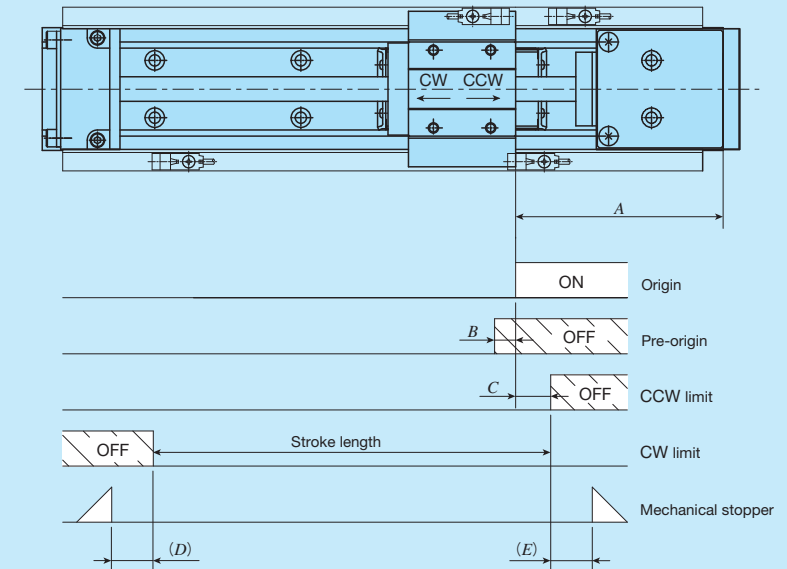 CW CCW
A
ON Origin
B OFF Pre-origin
C OFF CCW limit
OFF Stroke length CW limit
Mechanical stopper
(D) (E)